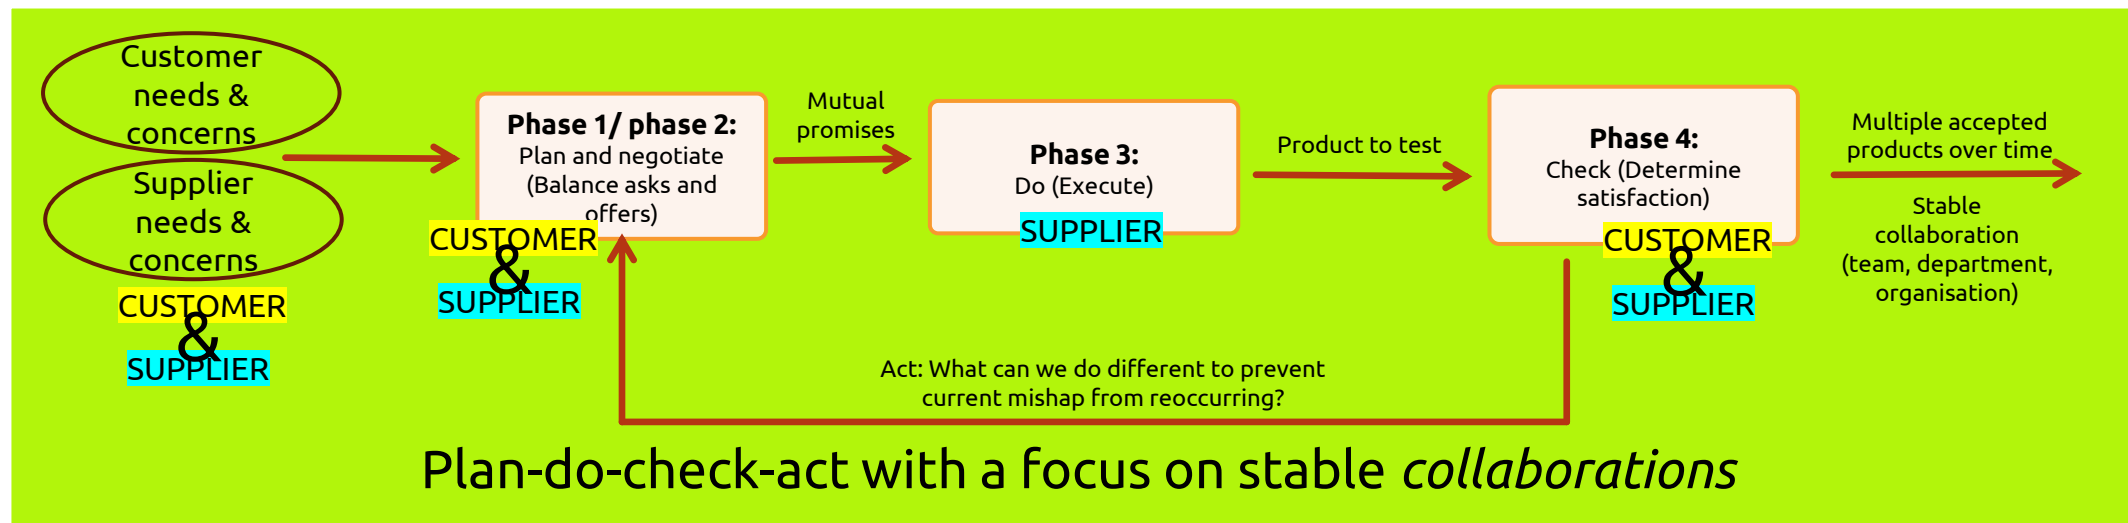 Customer
needs &
concerns
Supplier
needs &
concerns
CUSTOMER
&
SUPPLIER
Phase 1/ phase 2:
Plan and negotiate
(Balance asks and
offers)
CUSTOMER
&
SUPPLIER
Mutual
promises
Phase 3:
Do (Execute)
SUPPLIER
Product to test
Phase 4:
Check (Determine
satisfaction)
CUSTOMER
&
SUPPLIER
Multiple accepted
products over time
Stable
collaboration
(team, department,
organisation)
Act: What can we do different to prevent
current mishap from reoccurring?
Plan-do-check-act with a focus on stable collaborations